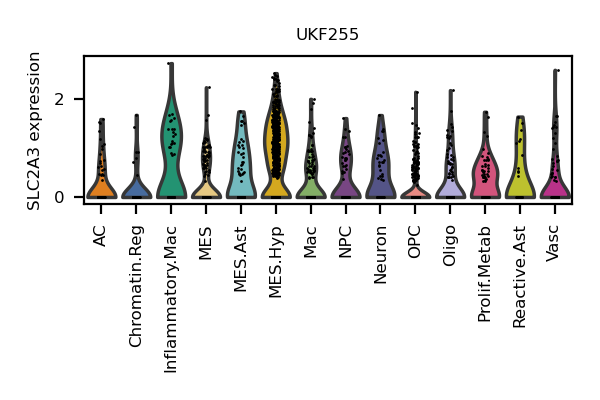 UKF255
SLC2A3 expression
2
0
AC
Chromatin.Reg
Inflammatory.Mac
MES
MES.Ast
MES.Hyp
Mac
NPC
Neuron
OPC
Oligo
Prolif.Metab
Reactive.Ast
Vasc